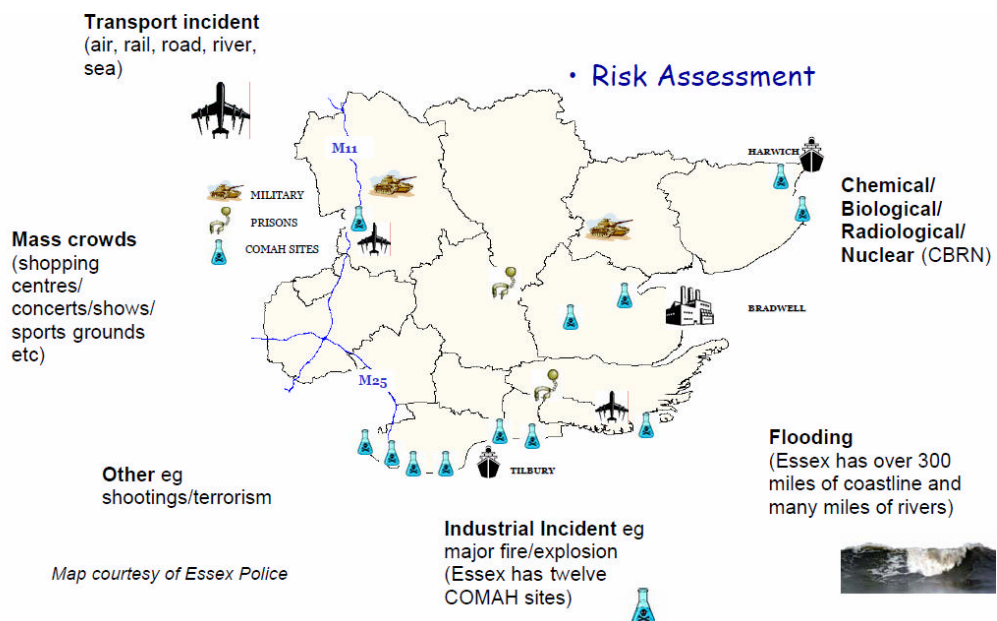 Transport incident
(air, rail, road, river,
sea)
• Risk Assessment
M11
HARWICH
MILITARY
PRISONS
COMAH SITES
Chemical/
Biological/
Radiological/
Nuclear (CBRN)
Mass crowds
(shopping
centres/
concerts/shows/
sports grounds
etc)
BRADWELL
M25
TILBURY
Other eg
shootings/terrorism
Flooding
(Essex has over 300
miles of coastline and
many miles of rivers)
Industrial Incident eg
major fire/explosion
(Essex has twelve
COMAH sites)
Map courtesy of Essex Police